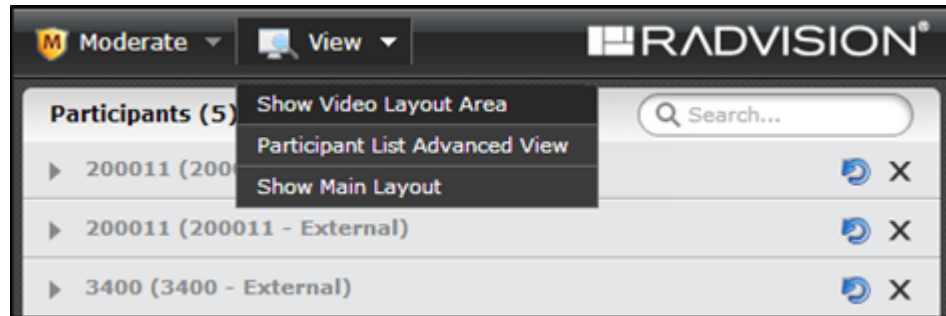 Moderate View RADVISION®
Participants (5) Show Video Layout Area Search...
Participant List Advanced View
200011 (200
Show Main Layout
200011 (200011 - External)
3400 (3400 - External)